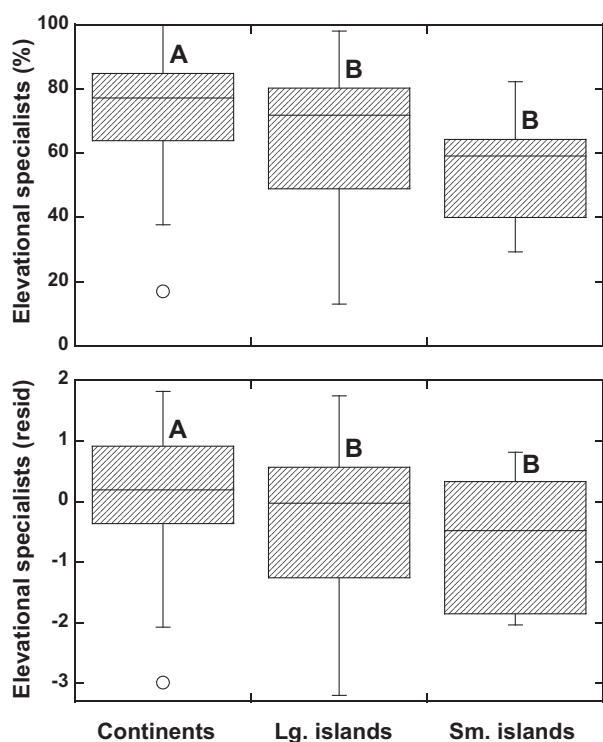 Elevational specialists (%)
100
80
60
40
20
0
A
B
B
Elevational specialists (resid)
2
1
0
-1
-2
-3
A
B
B
Continents
Lg. islands
Sm. islands